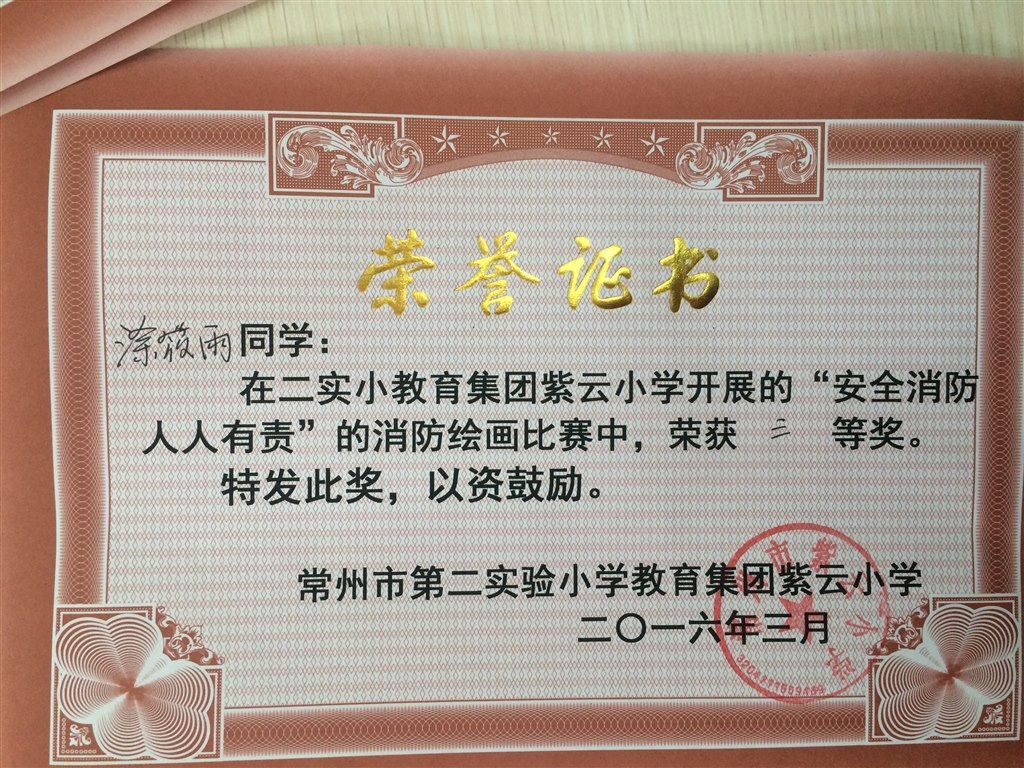 荣誉证书
涂筱雨同学：
在二实小教育集团紫云小学开展的“安全消防
人人有责”的消防绘画比赛中，荣获 三 等奖。
特发此奖，以资鼓励。
常州市第二实验小学教育集团紫云小学
二〇一六年三月